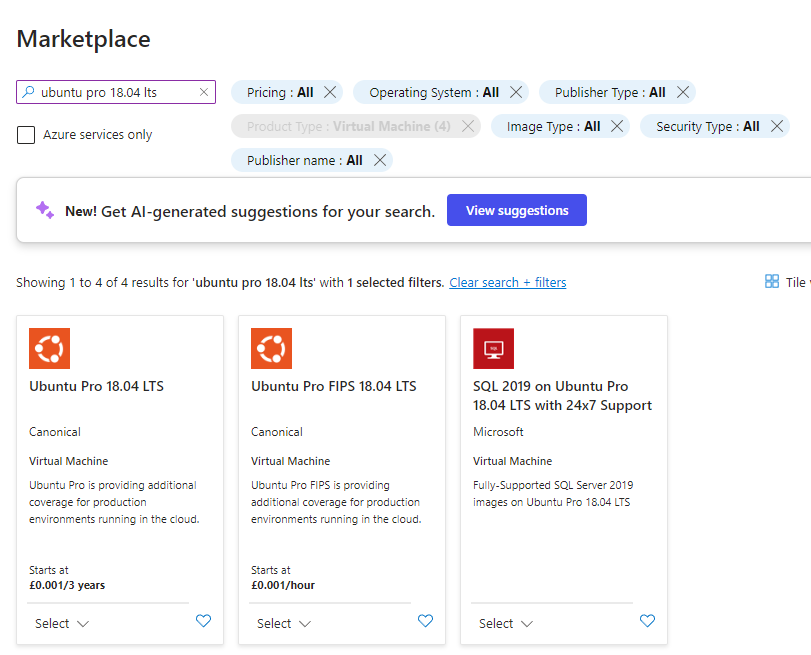 Marketplace
ubuntu pro 18.04 lts
Pricing : All
Operating System : All
Publisher Type : All
Azure services only
Product Type : Virtual Machine (4)
Image Type : All
Security Type : All
Publisher name : All
New! Get AI-generated suggestions for your search.
View suggestions
Showing 1 to 4 of 4 results for 'ubuntu pro 18.04 lts' with 1 selected filters. Clear search + filters
Tile
Ubuntu Pro 18.04 LTS
Canonical
Virtual Machine
Ubuntu Pro is providing additional
coverage for production
environments running in the cloud.
Starts at
£0.001/3 years
Select
Ubuntu Pro FIPS 18.04 LTS
Canonical
Virtual Machine
Ubuntu Pro FIPS is providing
additional coverage for production
environments running in the cloud.
Starts at
£0.001/hour
Select
SQL 2019 on Ubuntu Pro
18.04 LTS with 24x7 Support
Microsoft
Virtual Machine
Fully-Supported SQL Server 2019
images on Ubuntu Pro 18.04 LTS
Select